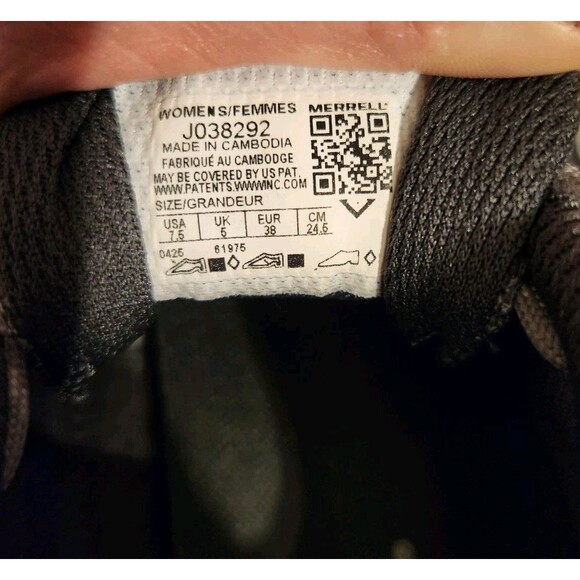 WOMENS/FEMMES MERRELL
J038292
MADE IN CAMBODIA
FABRIQUÉ AU CAMBODGE
MAY BE COVERED BY US PAT.
WWW.PATENTS.WWWINC.COM
SIZE/GRANDEUR
USA UK EUR CM
7.5 5 38 24.5
0425 61975